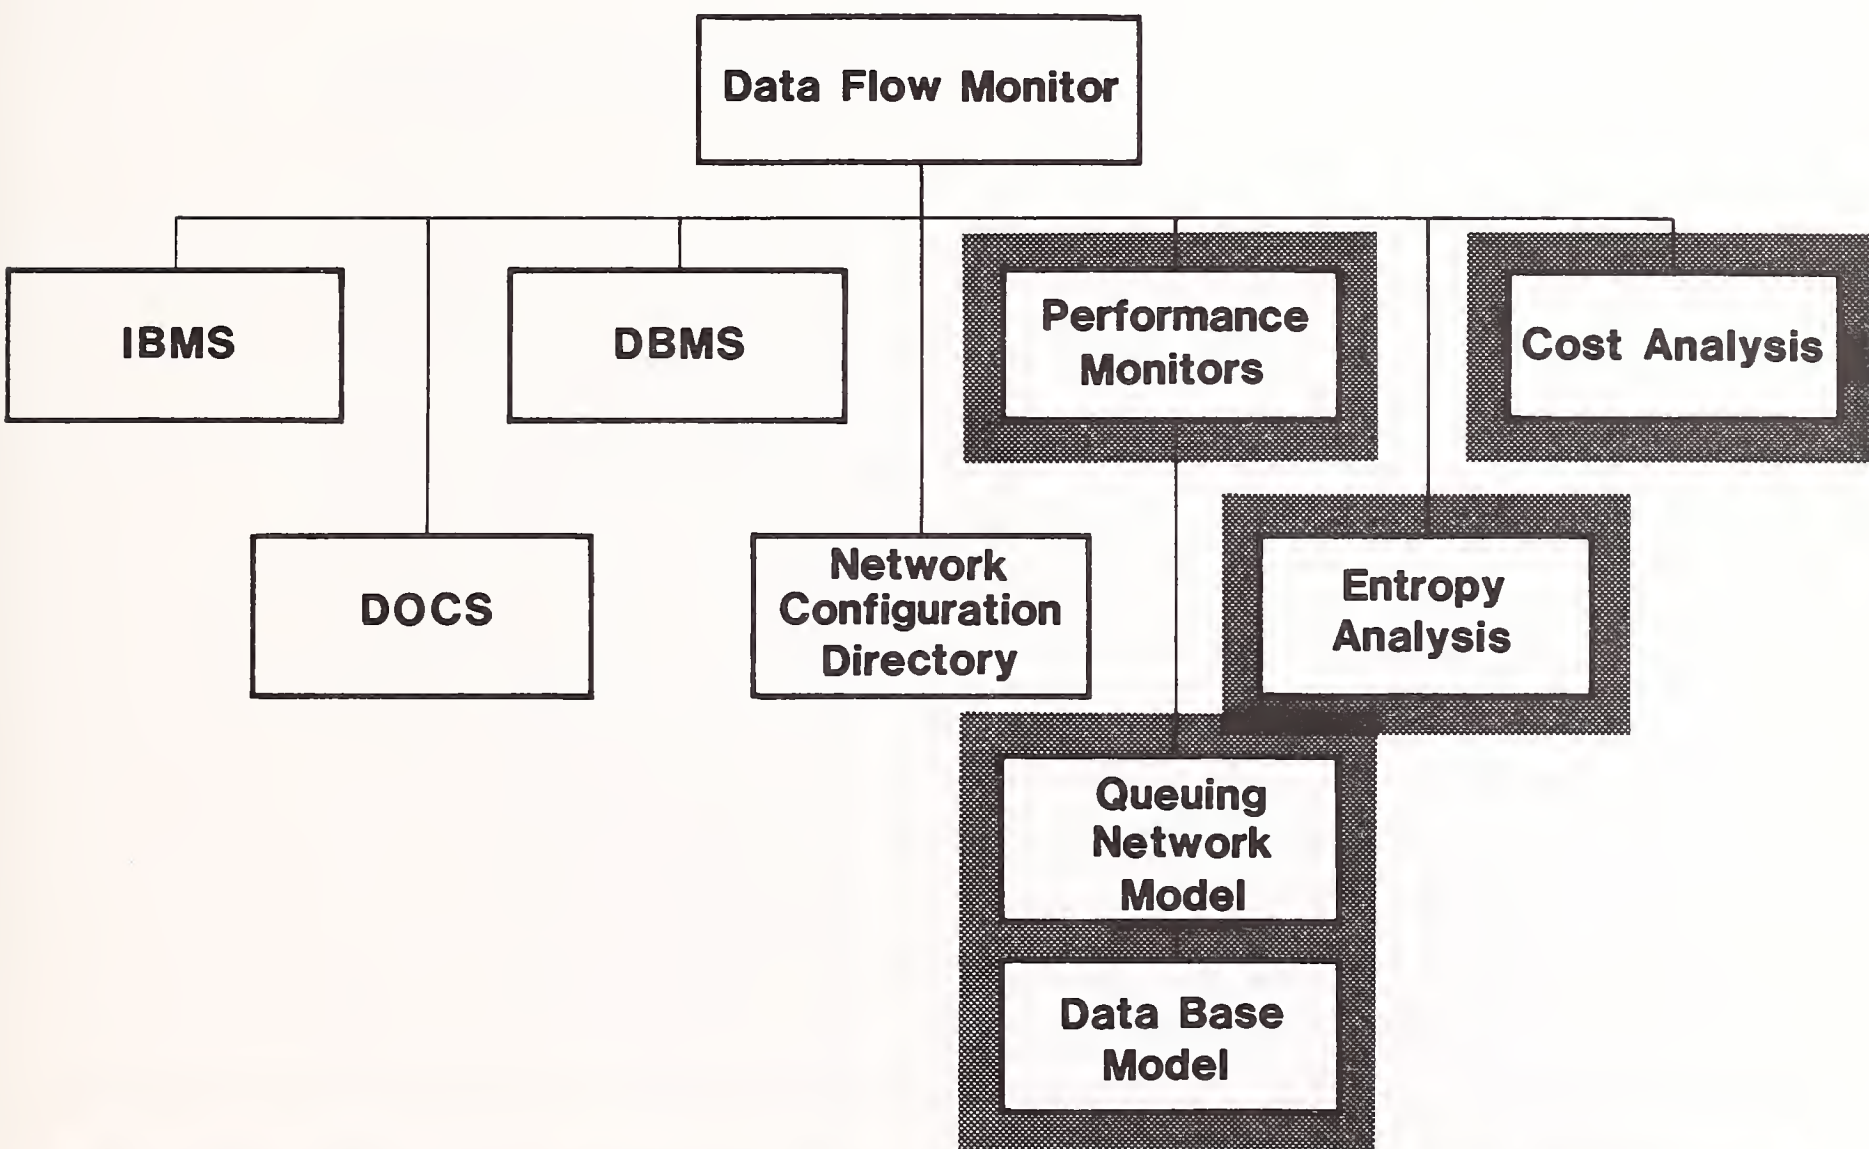 Data Flow Monitor
IBMS
DBMS
Performance
Monitors
Cost Analysis
DOCS
Network
Configuration
Directory
Entropy
Analysis
Queuing
Network
Model
Data Base
Model